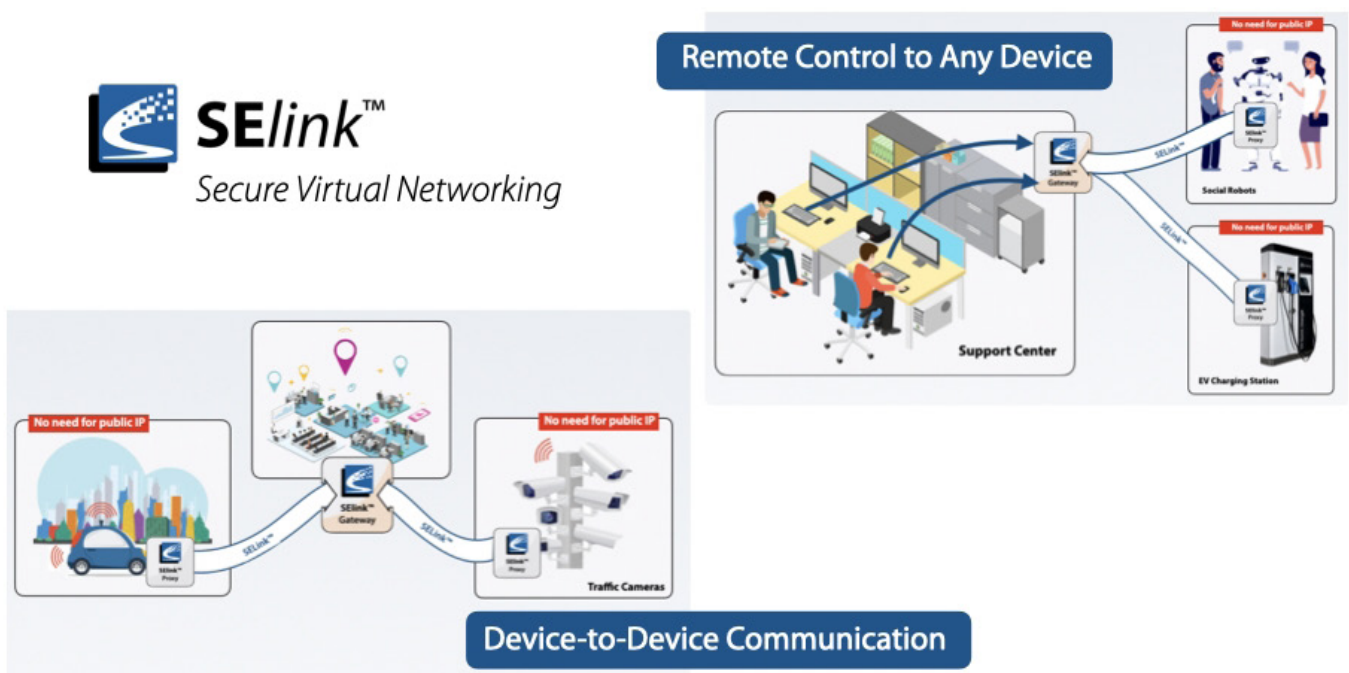 SElink™
Secure Virtual Networking
Remote Control to Any Device
No need for public IP
SElink™
Proxy
SELink™
Social Robots
SElink™
Gateway
Support Center
No need for public IP
SELink™
SElink™
Proxy
EV Charging Station
No need for public IP
SElink™
Proxy
SELink™
SElink™
Gateway
SELink™
No need for public IP
SElink™
Proxy
Traffic Cameras
Device-to-Device Communication